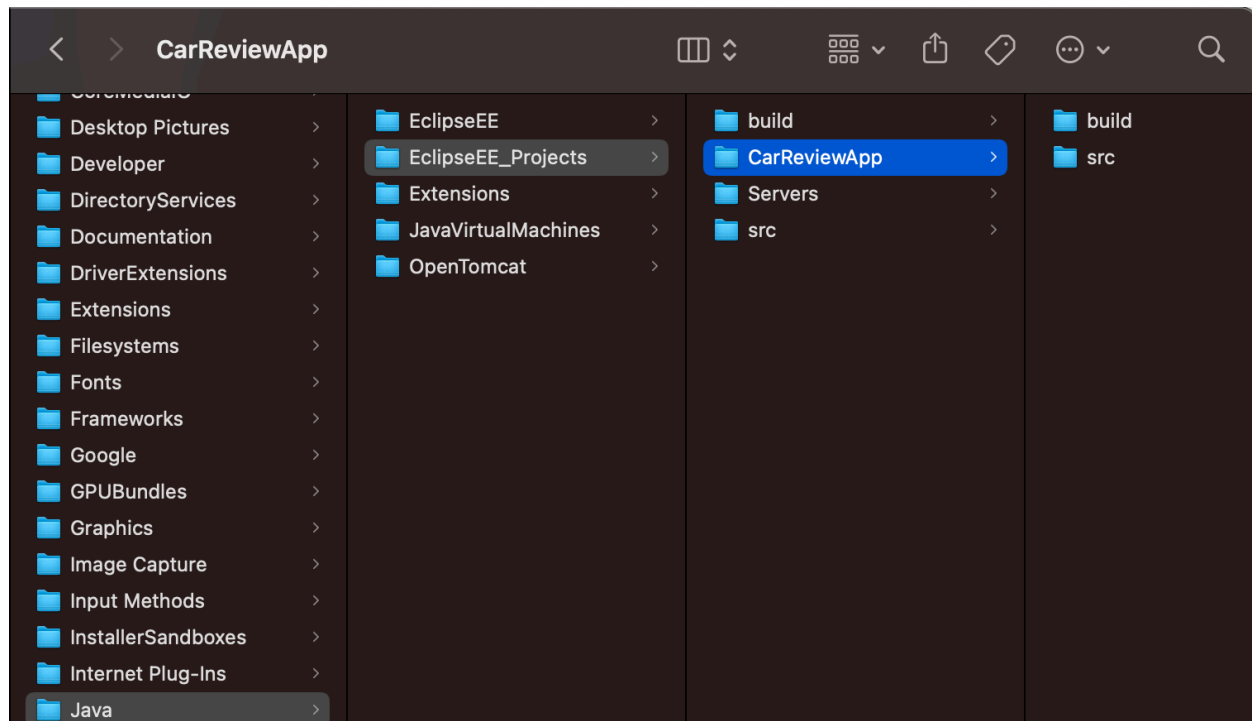 CarReviewApp
Desktop Pictures
Developer
DirectoryServices
Documentation
DriverExtensions
Extensions
Filesystems
Fonts
Frameworks
Google
GPUBundles
Graphics
Image Capture
Input Methods
InstallerSandboxes
Internet Plug-Ins
Java
EclipseEE
EclipseEE_Projects
Extensions
JavaVirtualMachines
OpenTomcat
build
CarReviewApp
Servers
src
build
src